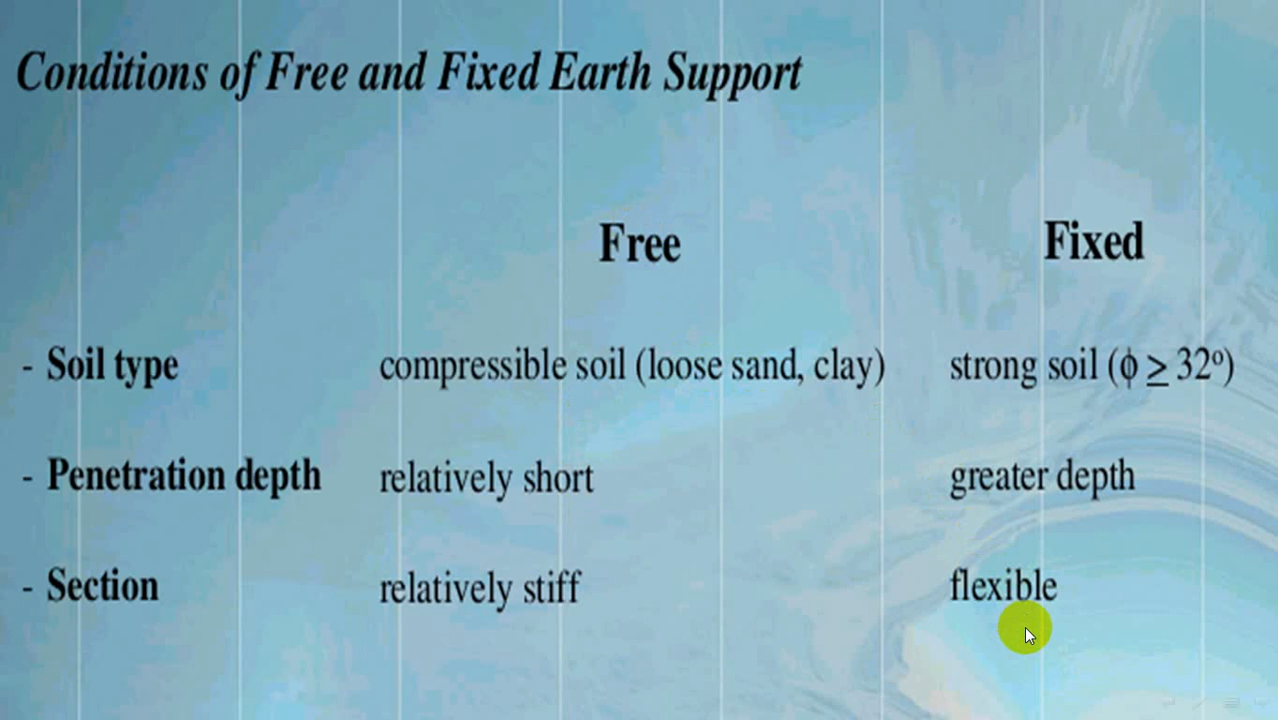 Conditions of Free and Fixed Earth Support
Free Fixed
- Soil type compressible soil (loose sand, clay) strong soil (ϕ ≥ 32º)
- Penetration depth relatively short greater depth
- Section relatively stiff flexible